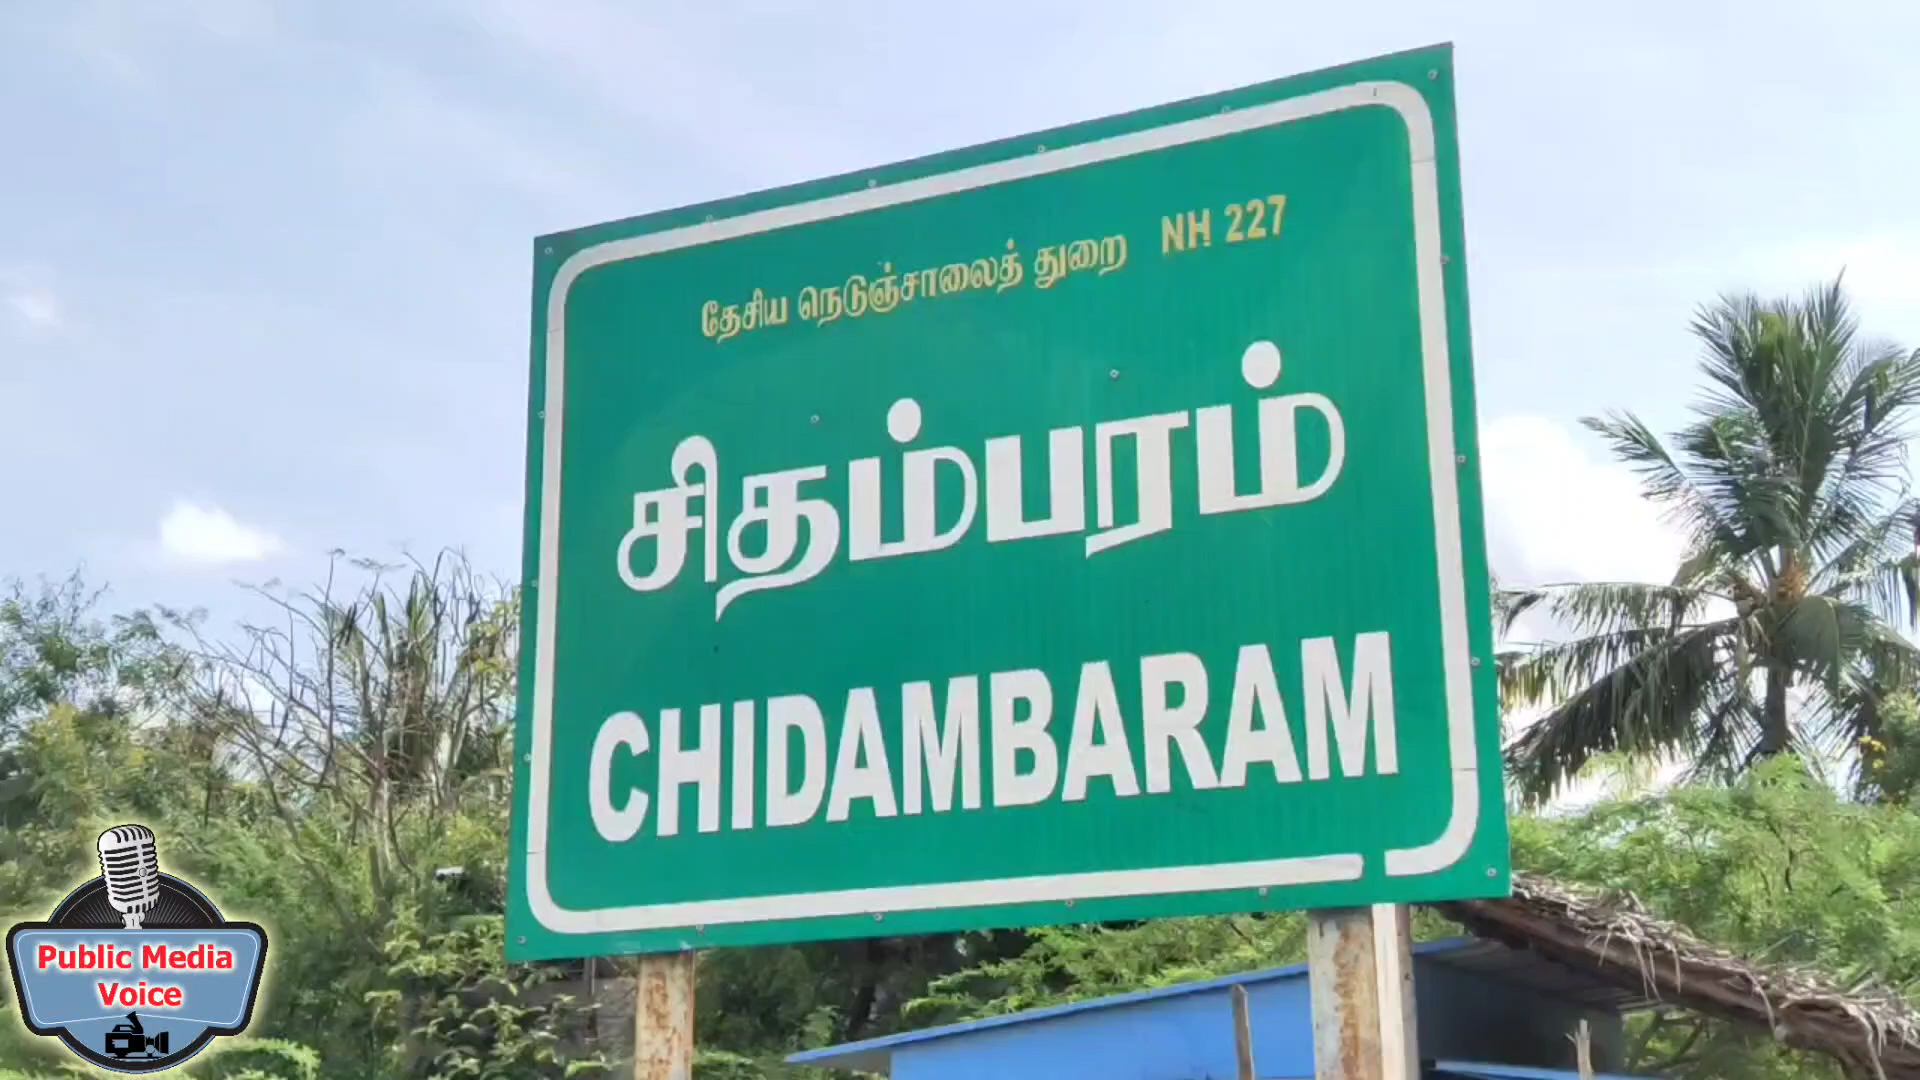 தேசிய நெடுஞ்சாலைத் துறை NH 227
சிதம்பரம்
CHIDAMBARAM
Public Media
Voice